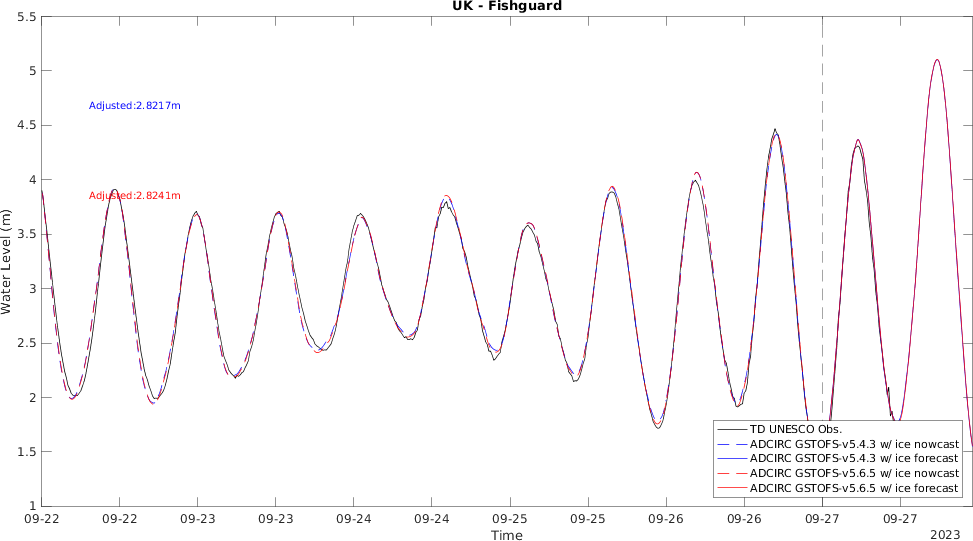 UK - Fishguard
5.5
5
4.5
4
3.5
3
2.5
2
1.5
1
Water Level (m)
Adjusted:2.8217m
Adjusted:2.8241m
TD UNESCO Obs.
ADCIRC GSTOFS-v5.4.3 w/ ice nowcast
ADCIRC GSTOFS-v5.4.3 w/ ice forecast
ADCIRC GSTOFS-v5.6.5 w/ ice nowcast
ADCIRC GSTOFS-v5.6.5 w/ ice forecast
09-22 09-22 09-23 09-23 09-24 09-24 09-25 09-25 09-26 09-26 09-27 09-27
Time
2023